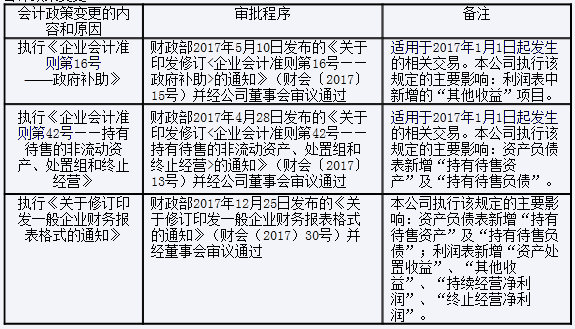 会计政策变更的内容和原因
审批程序
备注
执行《企业会计准
则第16号
——政府补助》
财政部2017年5月10日发布的《关于
印发修订<企业会计准则第16号——
政府补助>的通知》（财会〔2017〕
15号）并经公司董事会审议通过
适用于2017年1月1日起发生
的相关交易。本公司执行该
规定的主要影响：利润表中
新增的“其他收益”项目。
执行《企业会计准
则第42号——持有
待售的非流动资
产、处置组和终止
经营》
财政部2017年4月28日发布的《关于
印发修订<企业会计准则第42号——
持有待售的非流动资产、处置组和终
止经营>的通知》（财会〔2017〕
13号）并经公司董事会审议通过
适用于2017年1月1日起发生
的相关交易。本公司执行该
规定的主要影响：资产负债
表新增“持有待售资
产”及“持有待售负债”。
执行《关于修订印
发一般企业财务报
表格式的通知》
财政部2017年12月25日发布的《关
于修订印发一般企业财务报表格式
的通知》（财会（2017）30号）并
经董事会审议通过
本公司执行该规定的主要影
响：资产负债表新增“持有
待售资产”及“持有待售负
债”；利润表新增“资产处
置收益”、“其他收
益”、“持续经营净利
润”、“终止经营净利
润”。